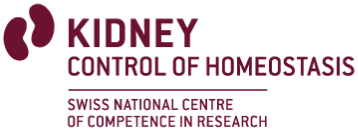 KIDNEY
CONTROL OF HOMEOSTASIS
SWISS NATIONAL CENTRE
OF COMPETENCE IN RESEARCH